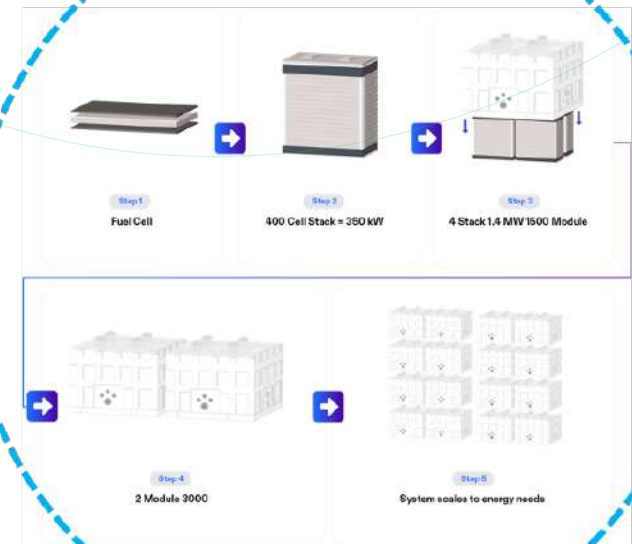 Step 1
Fuel Cell
Step 2
400 Cell Stack = 350 kW
Step 3
4 Stack 1.4 MW 1500 Module
Step 4
2 Module 3000
Step 5
System scales to energy needs